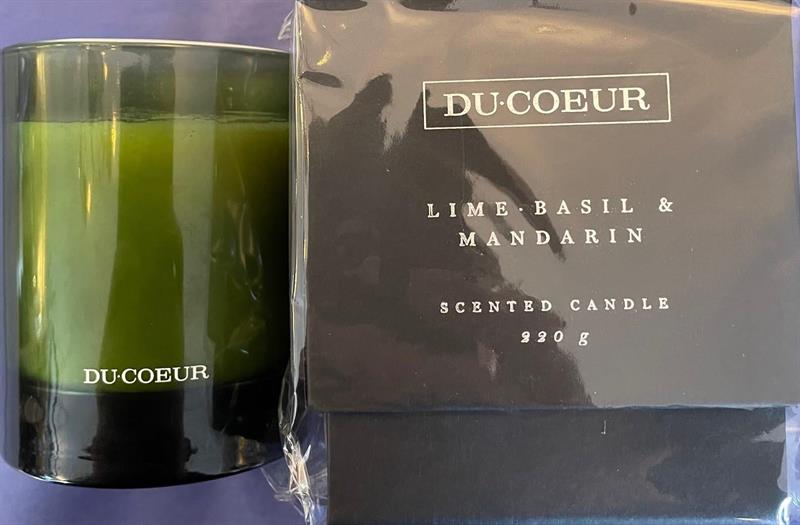 DU·COEUR
LIME · BASIL &
MANDARIN
SCENTED CANDLE
220 g
DU·COEUR